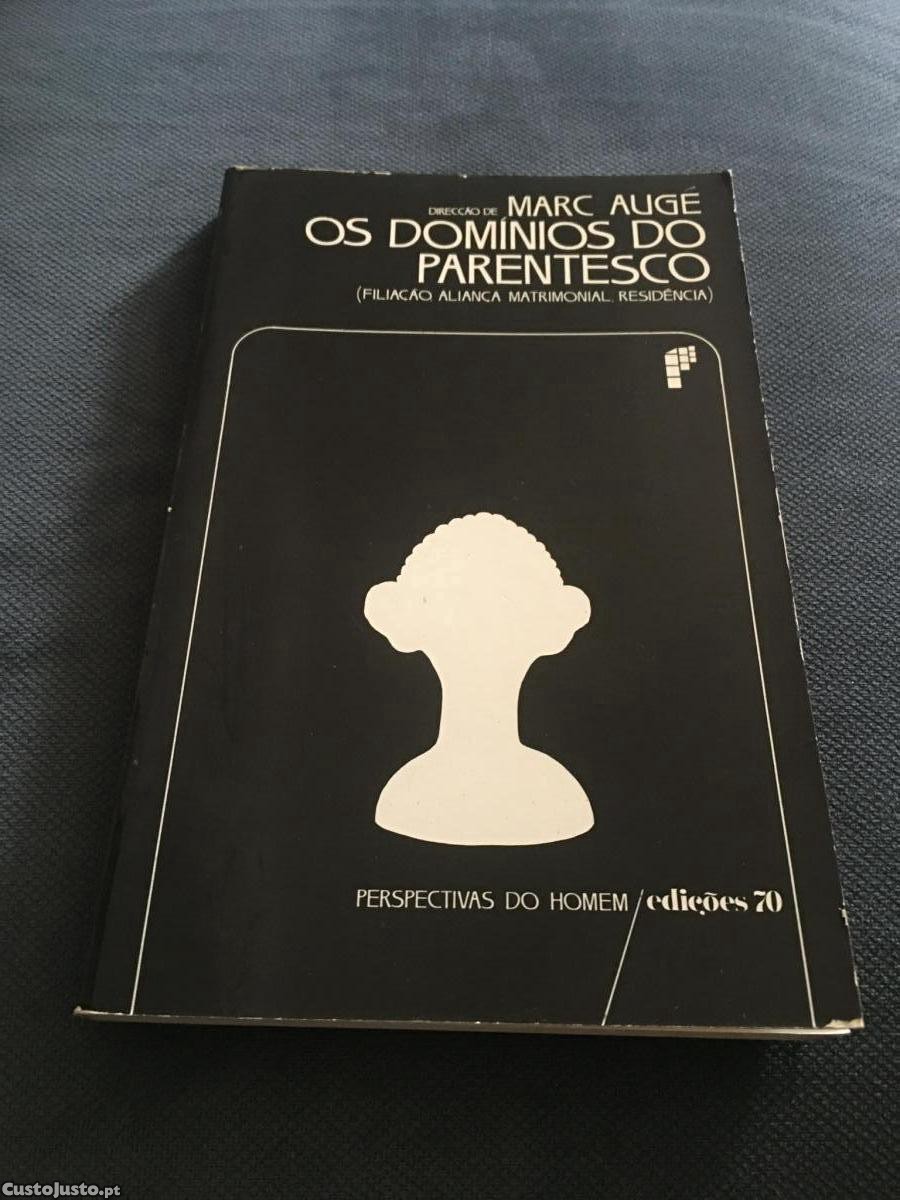 DIRECÇÃO DE MARC AUGÉ
OS DOMÍNIOS DO
PARENTESCO
(FILIAÇÃO, ALIANÇA MATRIMONIAL, RESIDÊNCIA)
PERSPECTIVAS DO HOMEM / edições 70
CustoJusto.pt